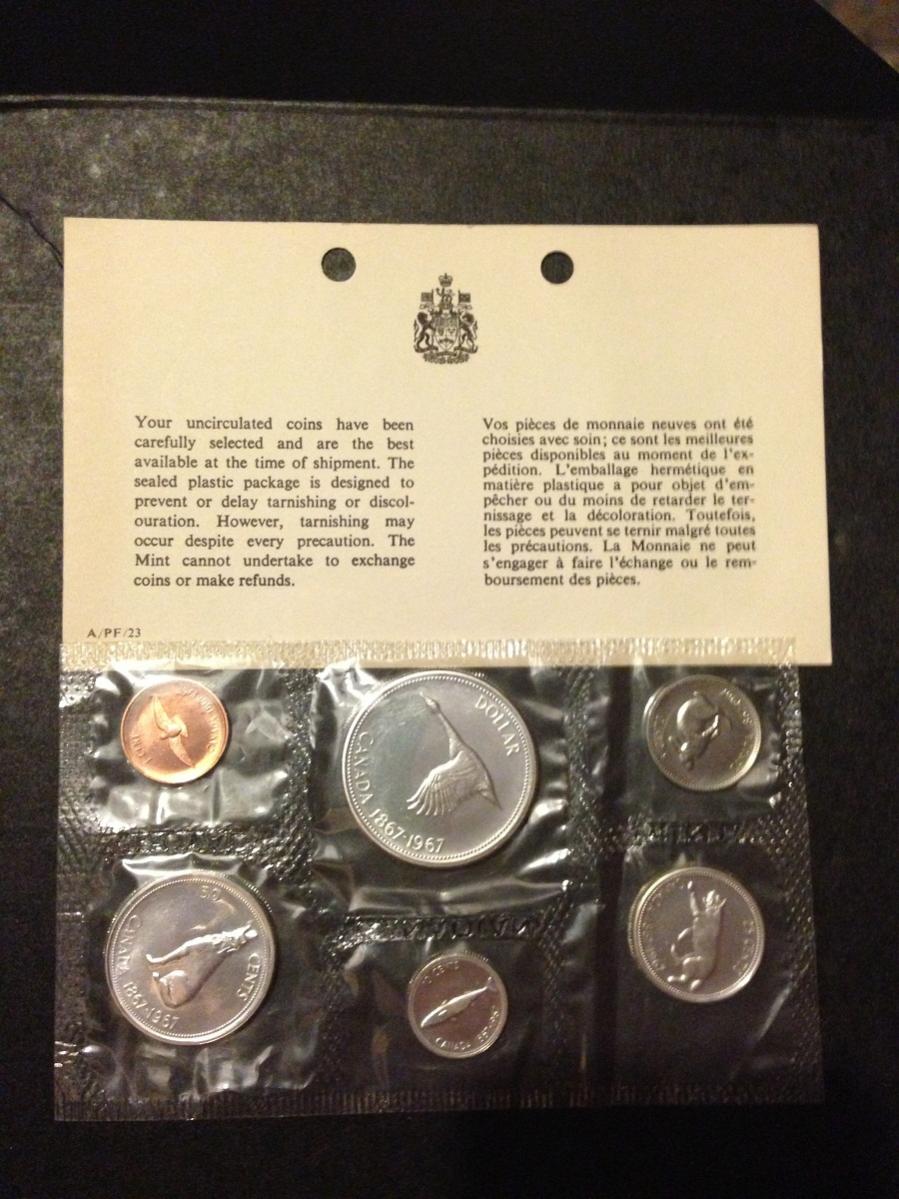 Your uncirculated coins have been
carefully selected and are the best
available at the time of shipment. The
sealed plastic package is designed to
prevent or delay tarnishing or discol-
ouration. However, tarnishing may
occur despite every precaution. The
Mint cannot undertake to exchange
coins or make refunds.
Vos pièces de monnaie neuves ont été
choisies avec soin; ce sont les meilleures
pièces disponibles au moment de l'ex-
pédition. L'emballage hermétique en
matière plastique a pour objet d'em-
pêcher ou du moins de retarder le ter-
nissage et la décoloration. Toutefois,
les pièces peuvent se ternir malgré toutes
les précautions. La Monnaie ne peut
s'engager à faire l'échange ou le rem-
boursement des pièces.
A/PF/23
DOLLAR
CANADA 1867-1967
50 CENTS
CANADA 1867-1967
CENTS
CANADA